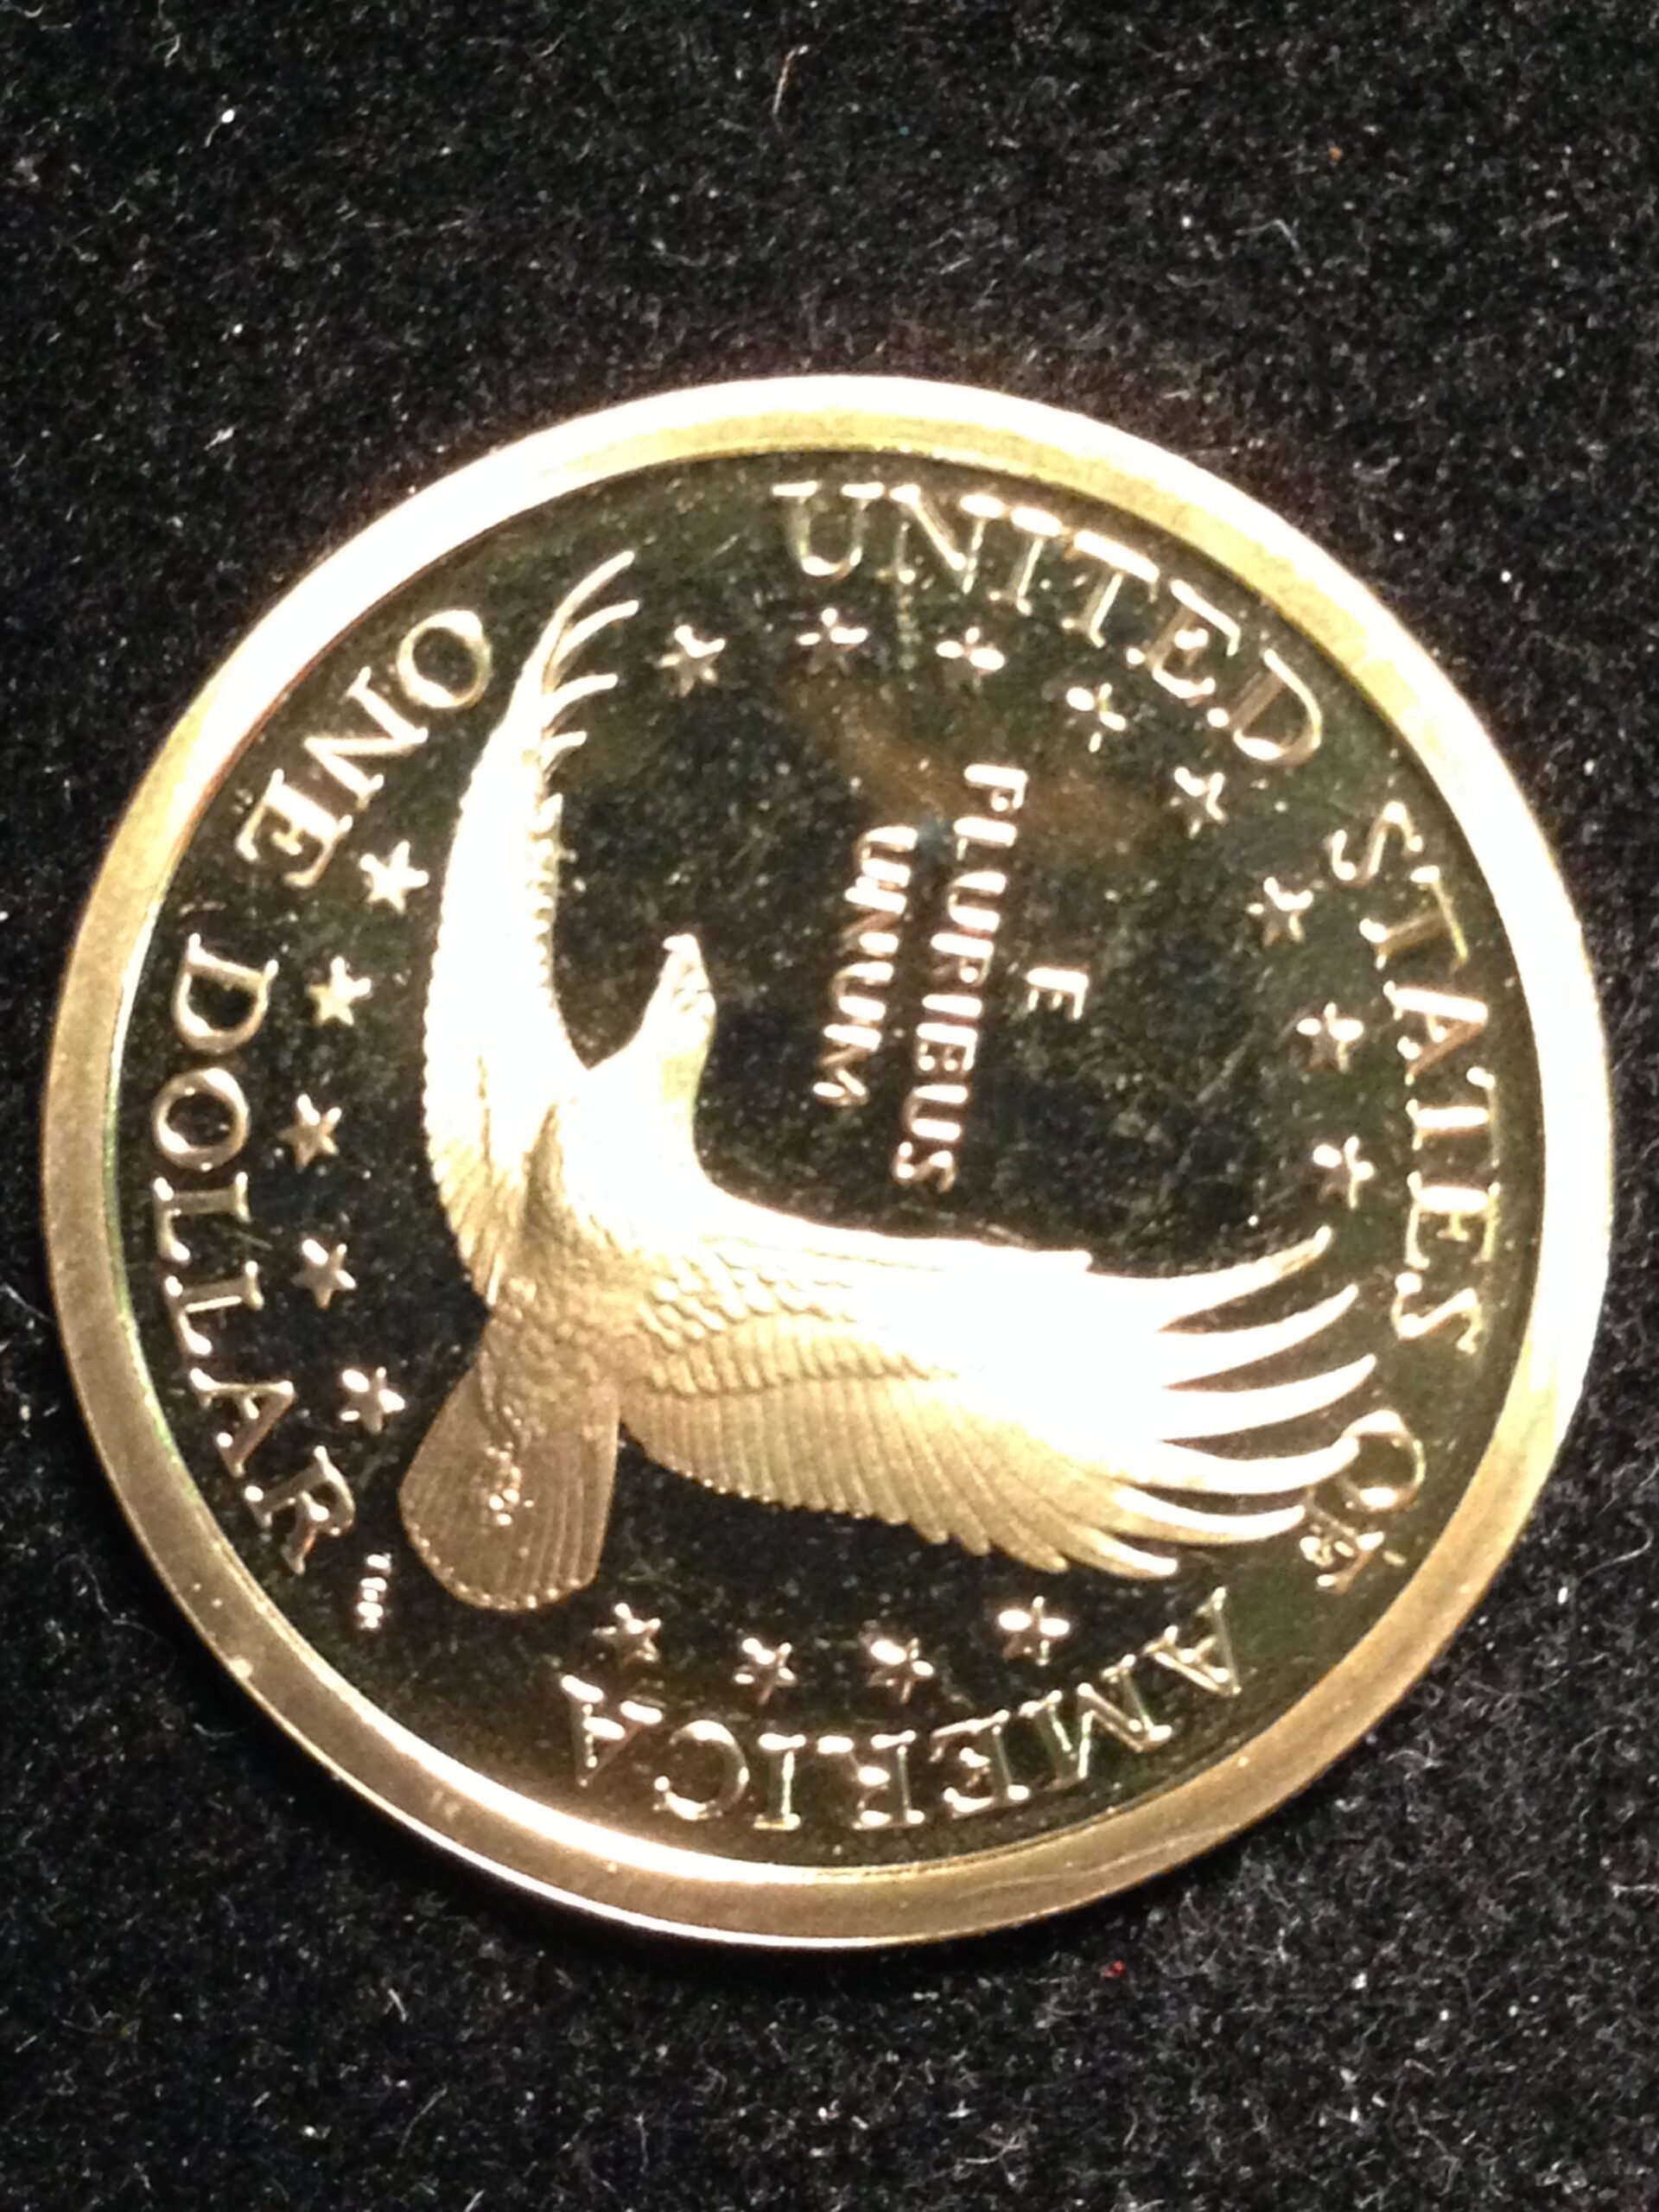 UNITED STATES OF AMERICA
E
PLURIBUS
UNUM
ONE DOLLAR